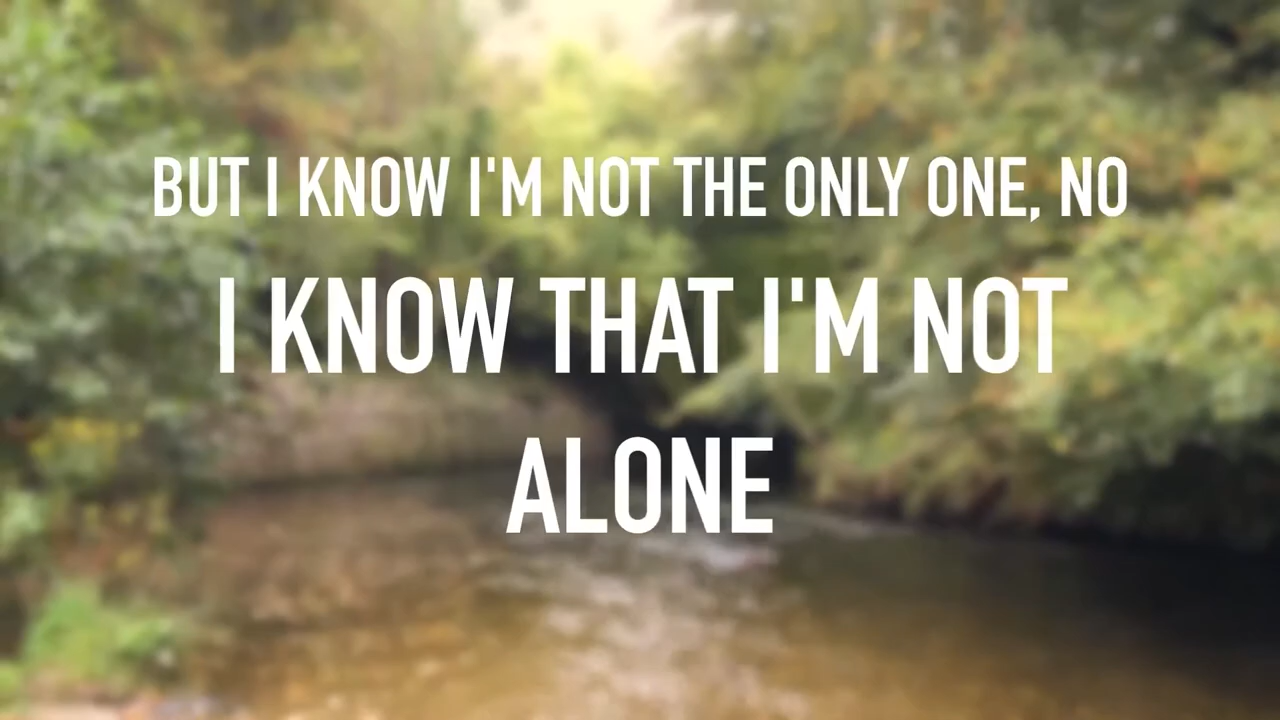 BUT I KNOW I'M NOT THE ONLY ONE, NO
I KNOW THAT I'M NOT
ALONE